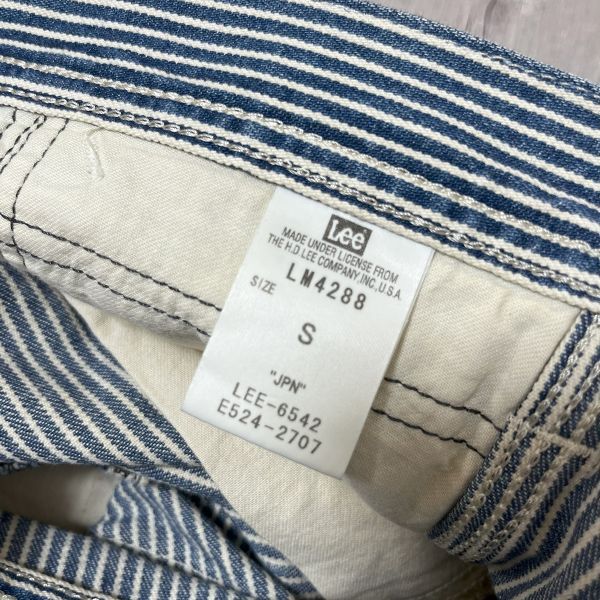 Lee
MADE UNDER LICENSE FROM
THE H.D LEE COMPANY,INC,U.S.A.
LM4288
SIZE
S
"JPN"
LEE-6542
E524-2707